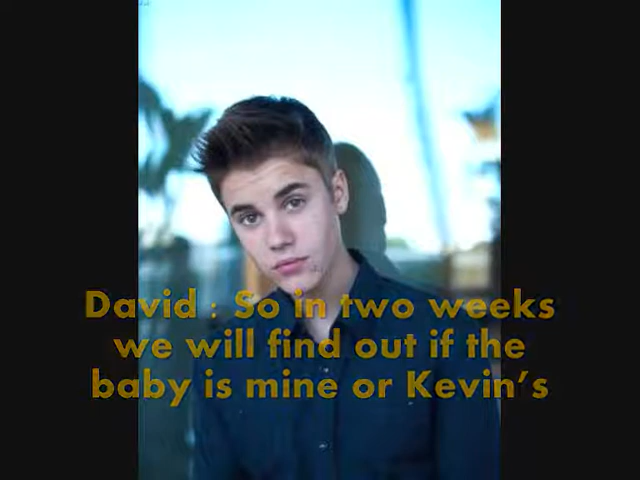 David : So in two weeks
we will find out if the
baby is mine or Kevin's